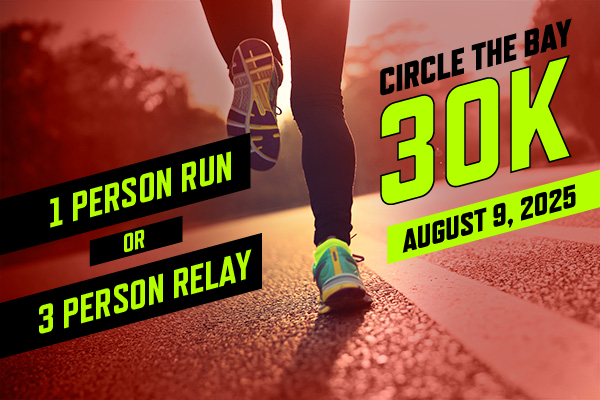 CIRCLE THE BAY
30K
AUGUST 9, 2025
1 PERSON RUN
OR
3 PERSON RELAY